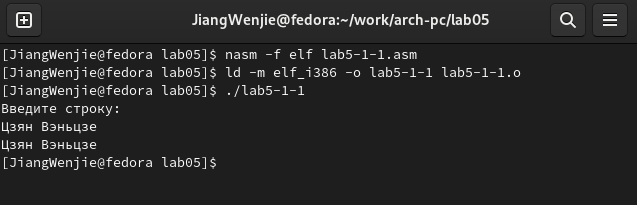 JiangWenjie@fedora:~/work/arch-pc/lab05
[JiangWenjie@fedora lab05]$ nasm -f elf lab5-1-1.asm
[JiangWenjie@fedora lab05]$ ld -m elf_i386 -o lab5-1-1 lab5-1-1.o
[JiangWenjie@fedora lab05]$ ./lab5-1-1
Введите строку:
Цзян Вэньцзе
Цзян Вэньцзе
[JiangWenjie@fedora lab05]$